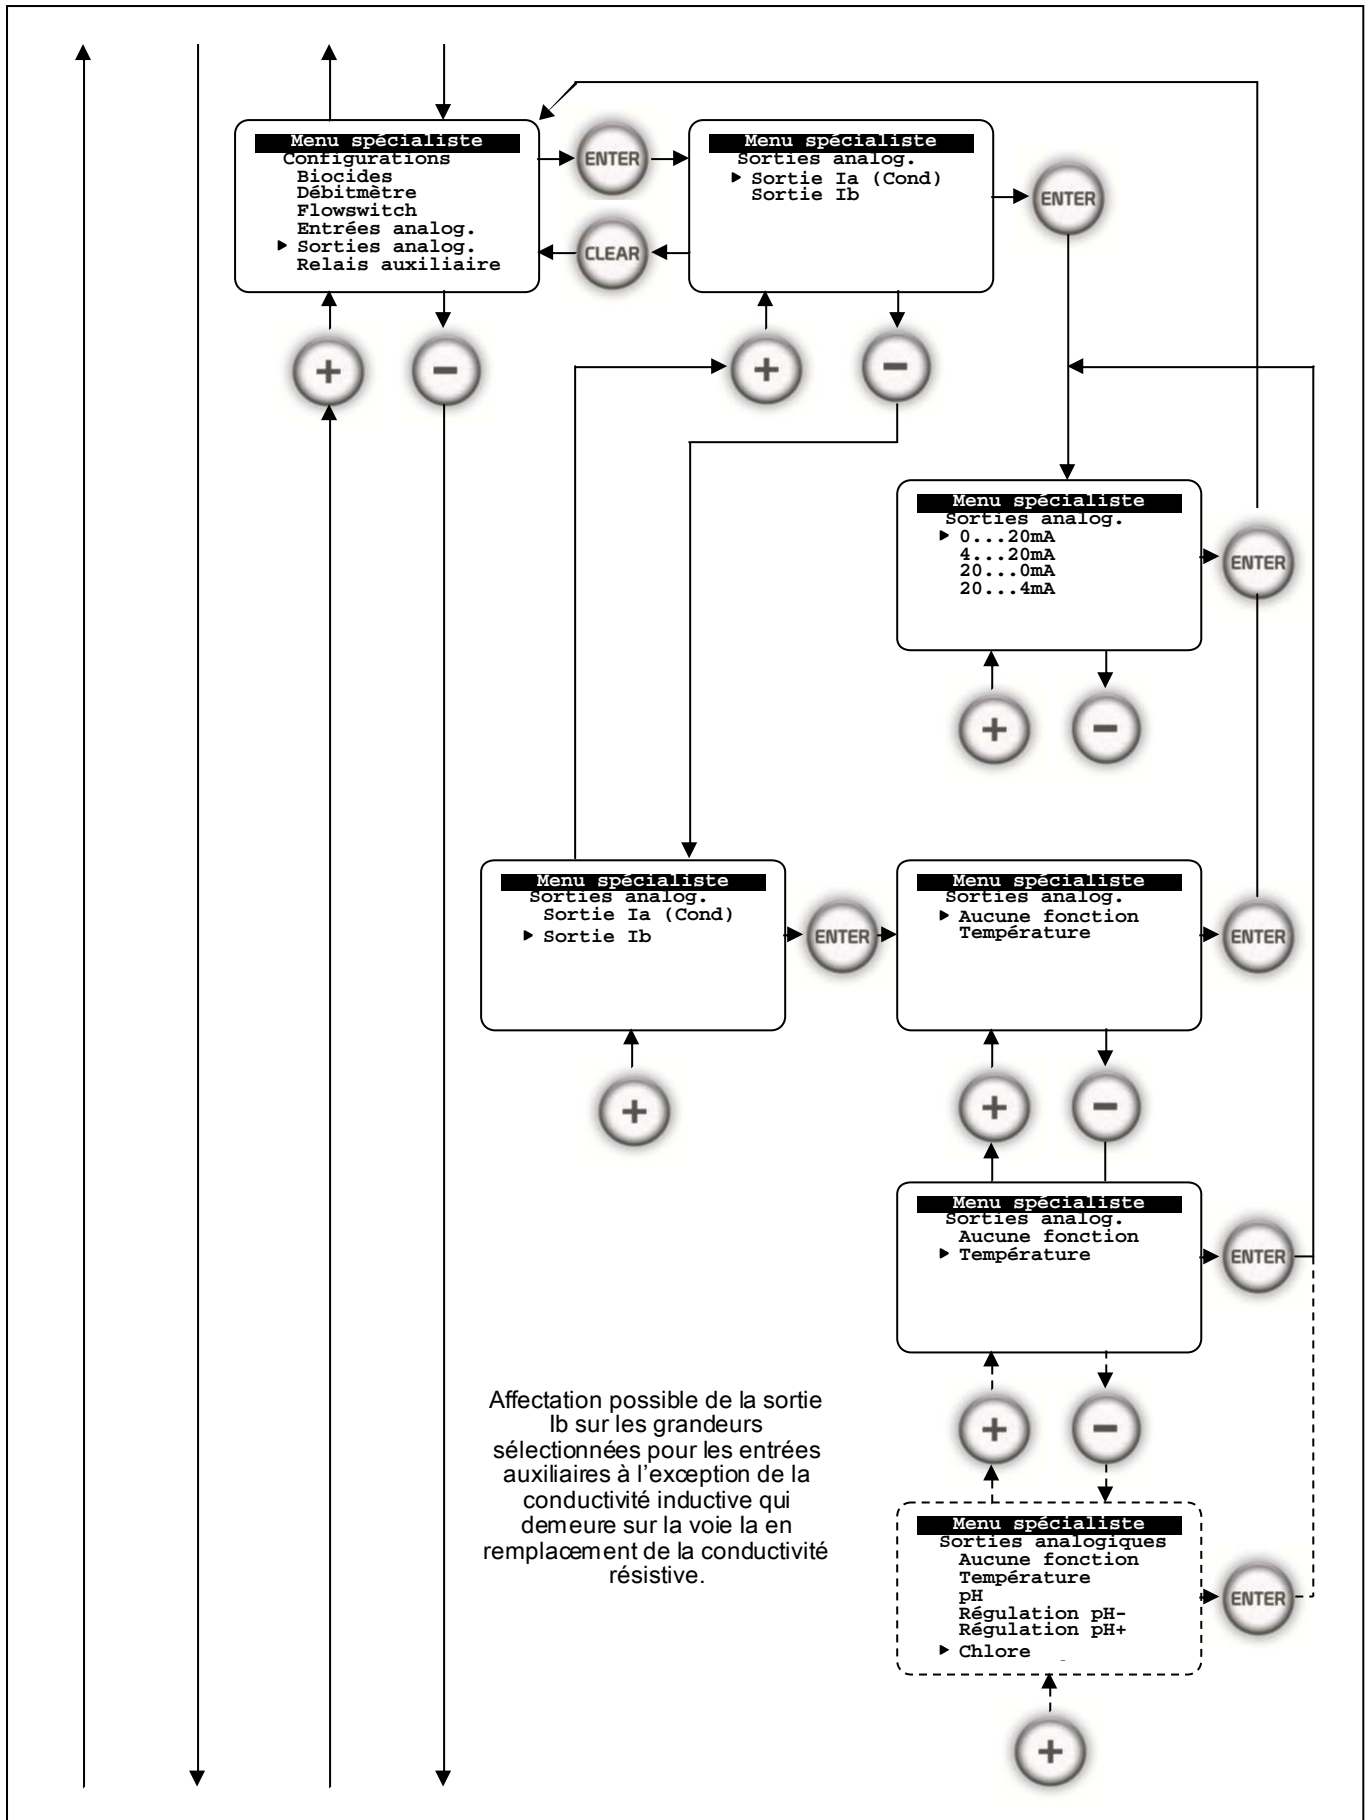 Menu spécialiste
Configurations
Biocides
Débitmètre
Flowswitch
Entrées analog.
Sorties analog.
Relais auxiliaire
ENTER
CLEAR
Menu spécialiste
Sorties analog.
Sortie Ia (Cond)
Sortie Ib
ENTER
+
-
+
-
Menu spécialiste
Sorties analog.
0...20mA
4...20mA
20...0mA
20...4mA
ENTER
+
-
Menu spécialiste
Sorties analog.
Sortie Ia (Cond)
Sortie Ib
ENTER
Menu spécialiste
Sorties analog.
Aucune fonction
Température
ENTER
+
+
-
Menu spécialiste
Sorties analog.
Aucune fonction
Température
ENTER
Affectation possible de la sortie
Ib sur les grandeurs
sélectionnées pour les entrées
auxiliaires à l'exception de la
conductivité inductive qui
demeure sur la voie Ia en
remplacement de la conductivité
résistive.
+
-
Menu spécialiste
Sorties analogiques
Aucune fonction
Température
pH
Régulation pH-
Régulation pH+
Chlore
ENTER
+